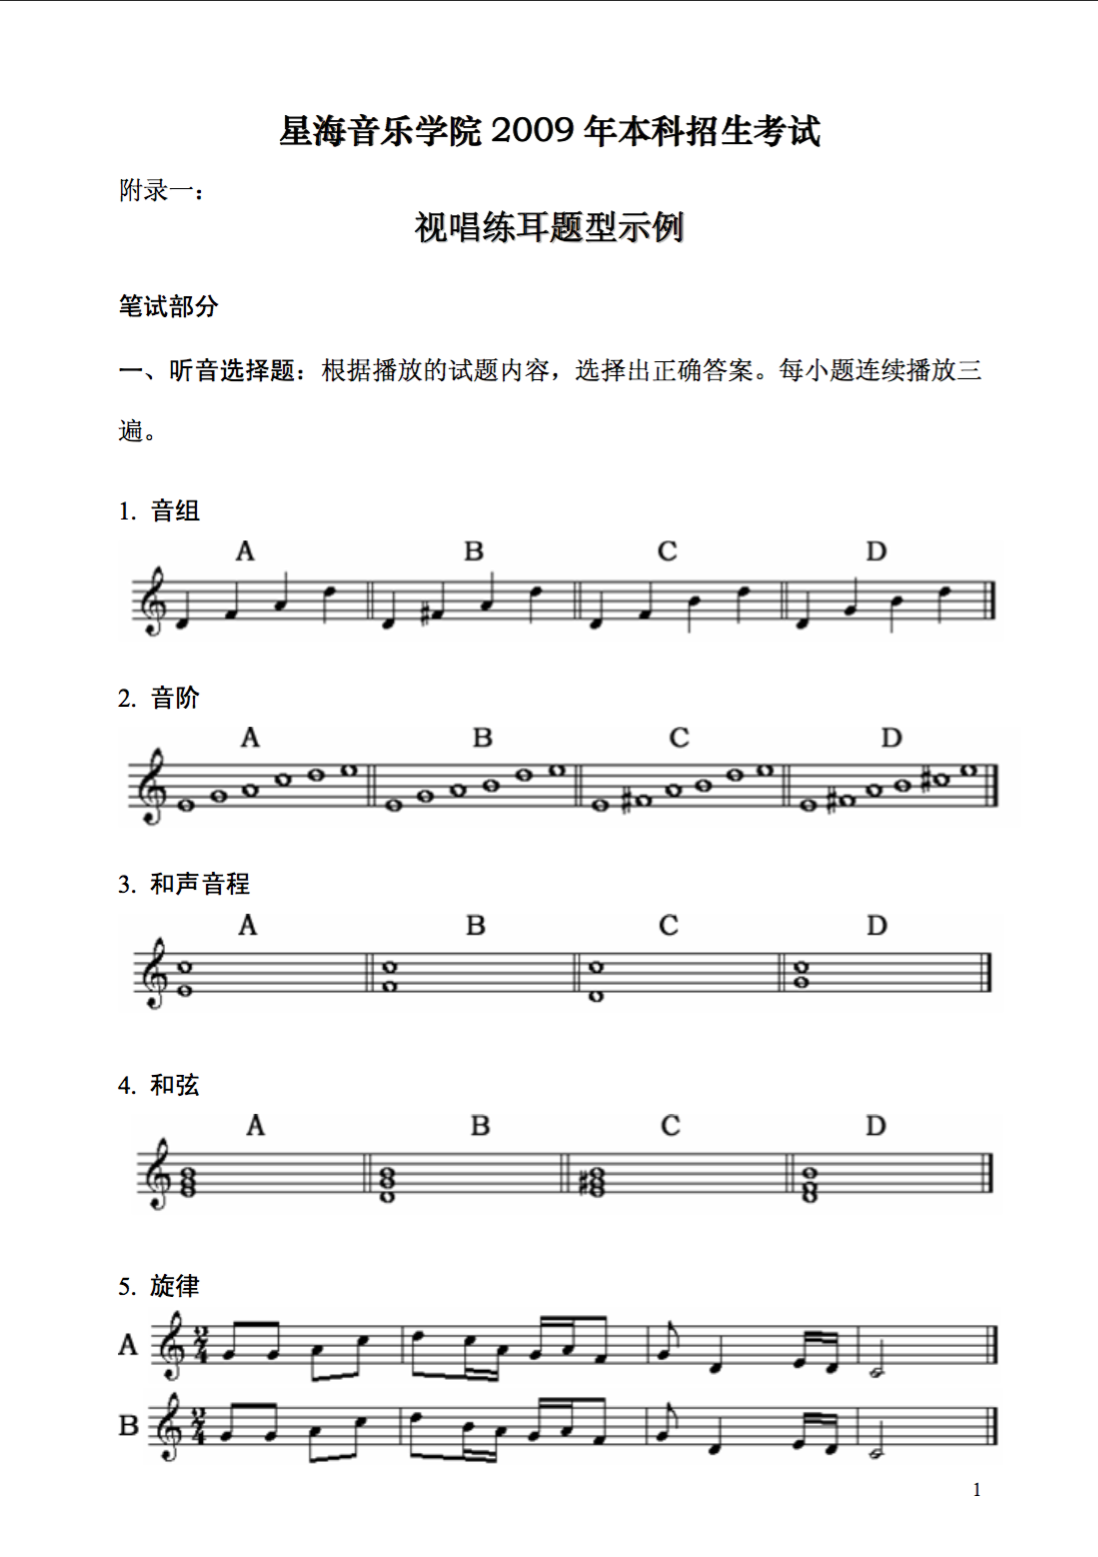 星海音乐学院 2009 年本科招生考试
附录一：
视唱练耳题型示例
笔试部分
一、听音选择题：根据播放的试题内容，选择出正确答案。每小题连续播放三
遍。
1. 音组
A B C D
2. 音阶
A B C D
3. 和声音程
A B C D
4. 和弦
A B C D
5. 旋律
A 2 4
B 2 4
1